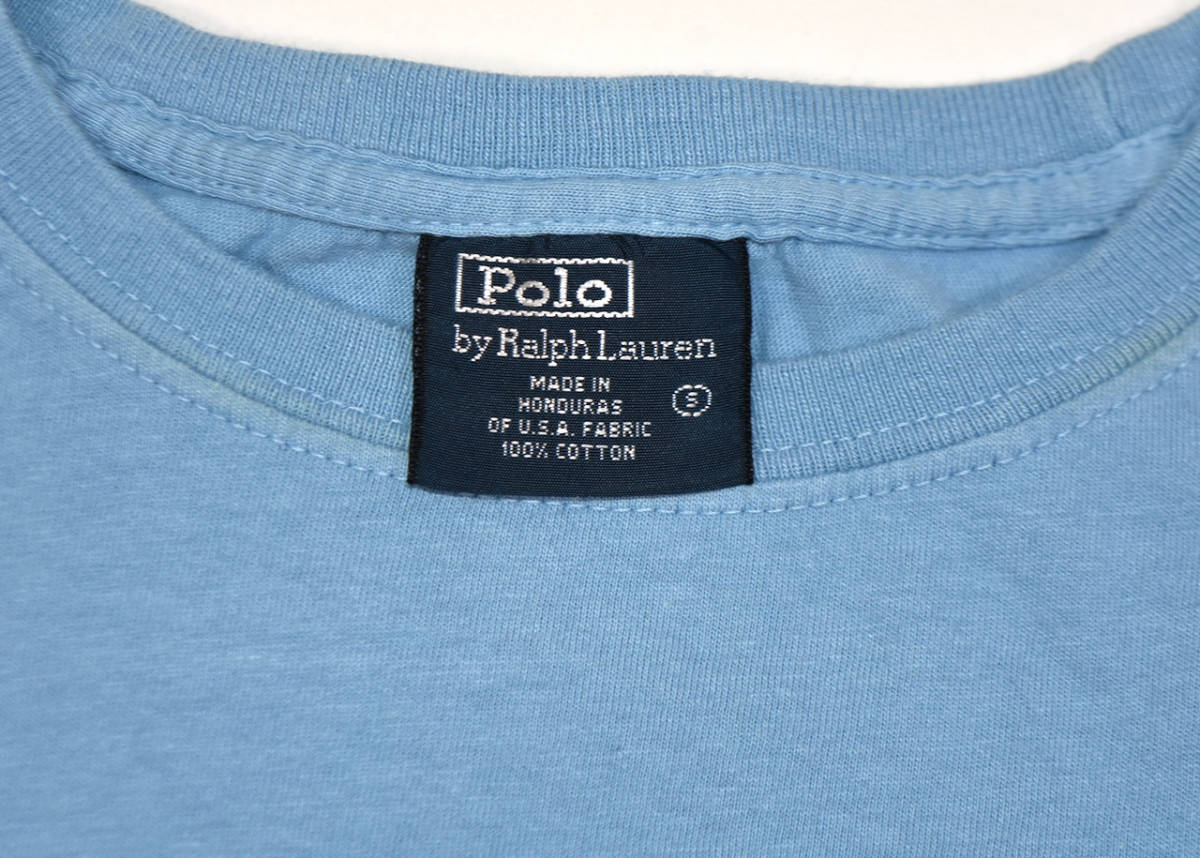 Polo
by Ralph Lauren
MADE IN
HONDURAS
OF U.S.A. FABRIC
100% COTTON
S